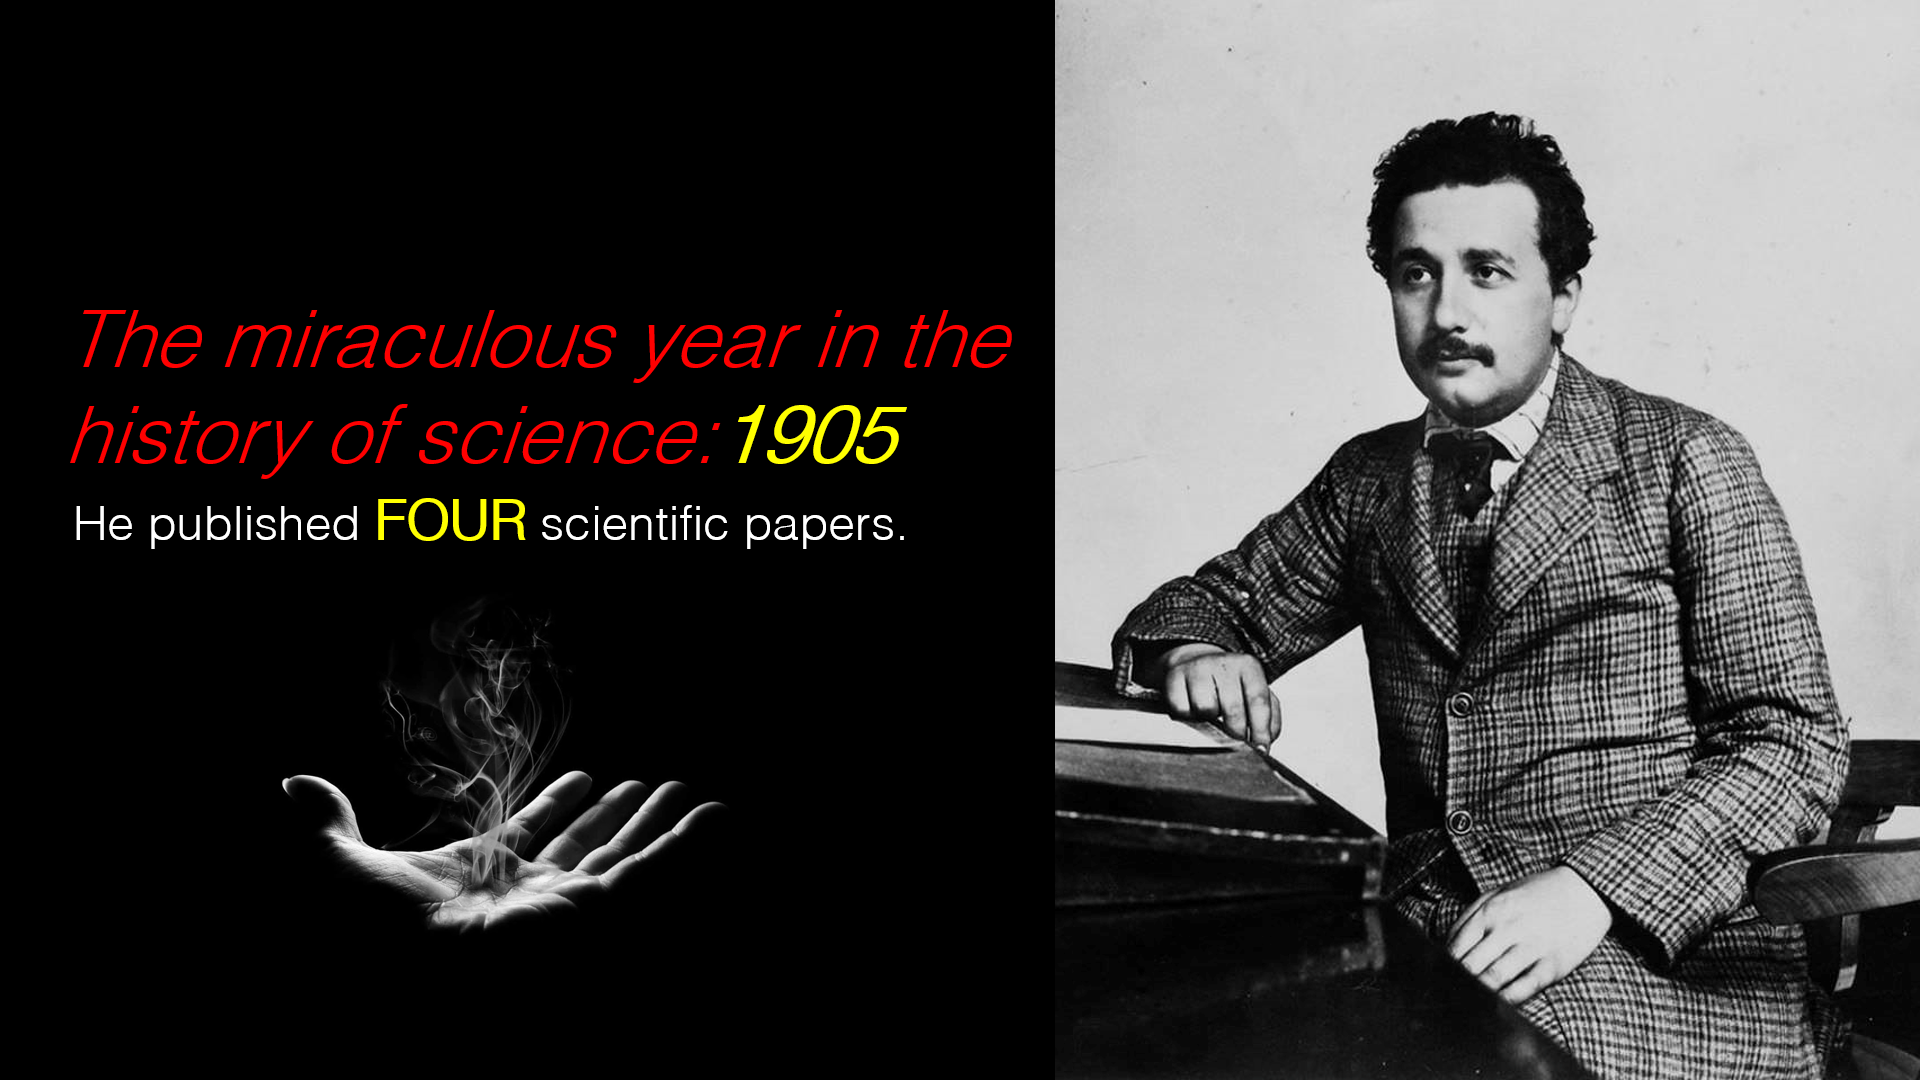 The miraculous year in the
history of science: 1905
He published FOUR scientific papers.